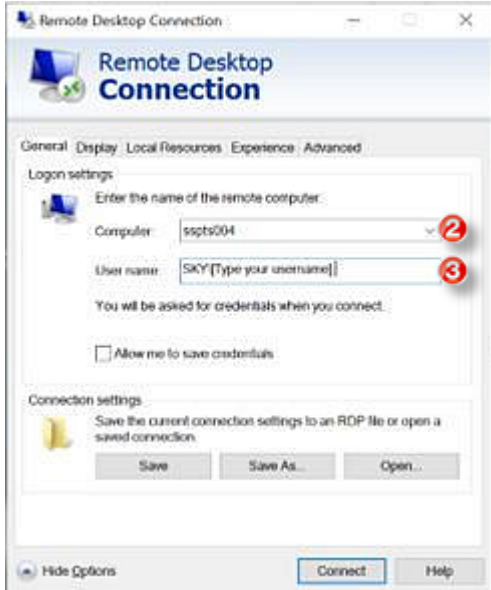 Remote Desktop Connection
Remote Desktop
Connection
General Display Local Resources Experience Advanced
Logon settings
Enter the name of the remote computer.
Computer: sspts004 2
User name: SKY\[Type your username] 3
You will be asked for credentials when you connect.
Allow me to save credentials
Connection settings
Save the current connection settings to an RDP file or open a
saved connection.
Save Save As... Open...
Hide Options Connect Help